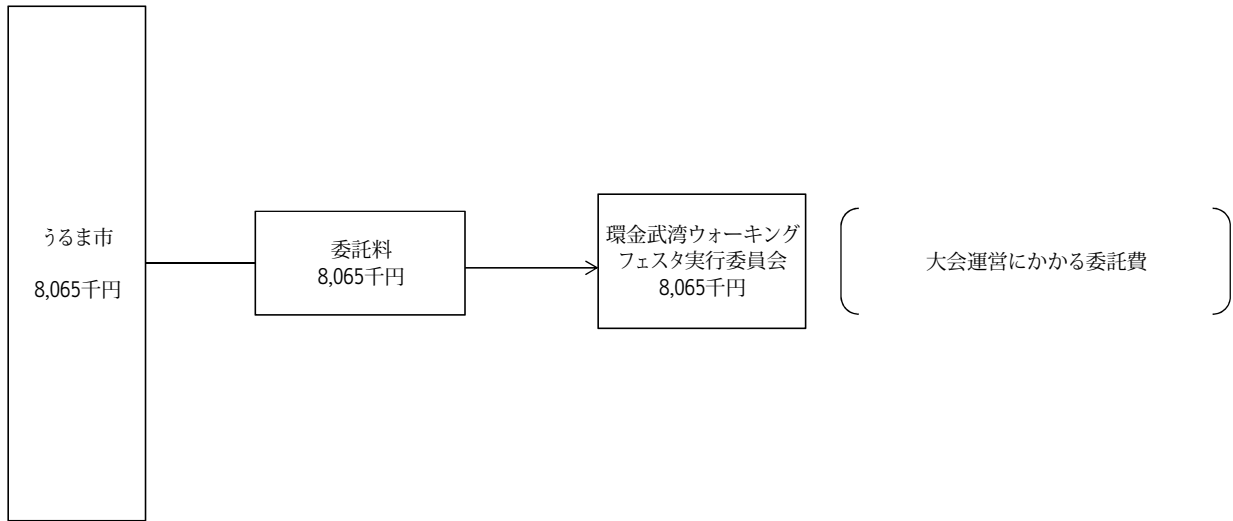 うるま市
8,065千円
委託料
8,065千円
環金武湾ウォーキング
フェスタ実行委員会
8,065千円
大会運営にかかる委託費